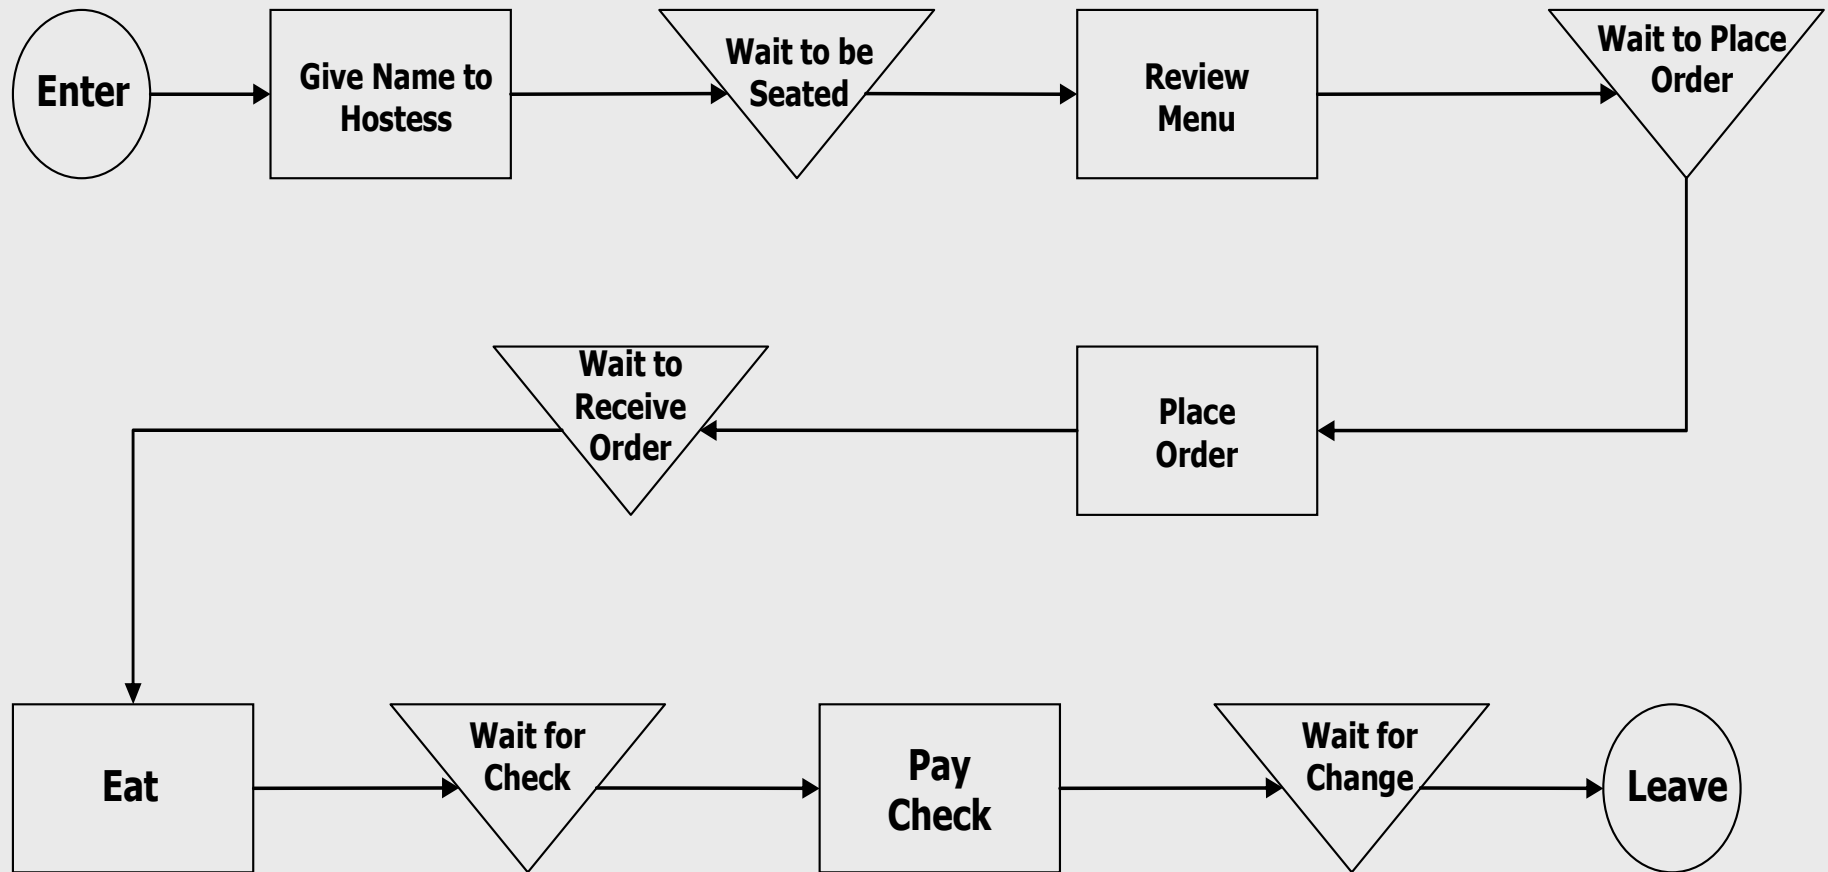 Enter
Give Name to
Hostess
Wait to be
Seated
Review
Menu
Wait to Place
Order
Place
Order
Wait to
Receive
Order
Eat
Wait for
Check
Pay
Check
Wait for
Change
Leave